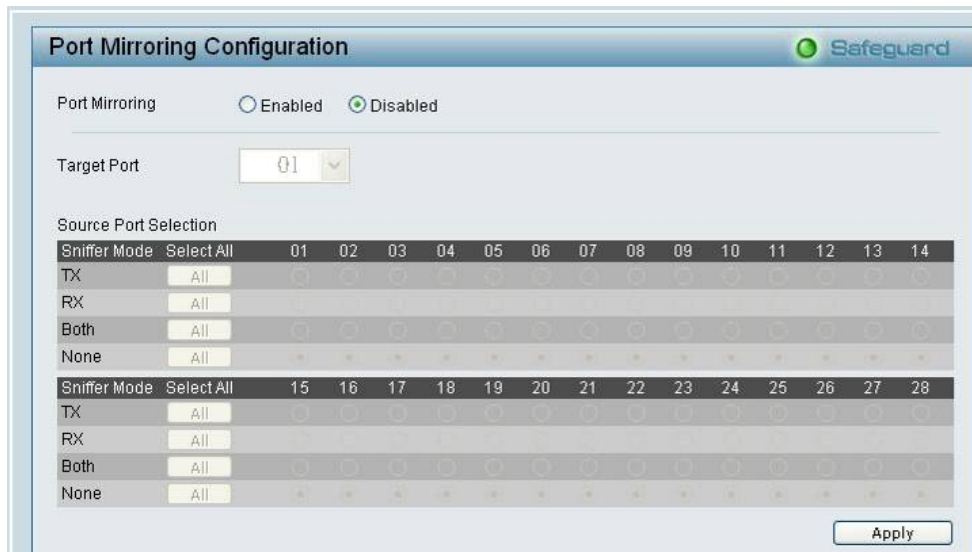 Port Mirroring Configuration Safeguard
Port Mirroring Enabled Disabled
Target Port 01
Source Port Selection
Sniffer Mode Select All 01 02 03 04 05 06 07 08 09 10 11 12 13 14
TX All
RX All
Both All
None All
Sniffer Mode Select All 15 16 17 18 19 20 21 22 23 24 25 26 27 28
TX All
RX All
Both All
None All
Apply